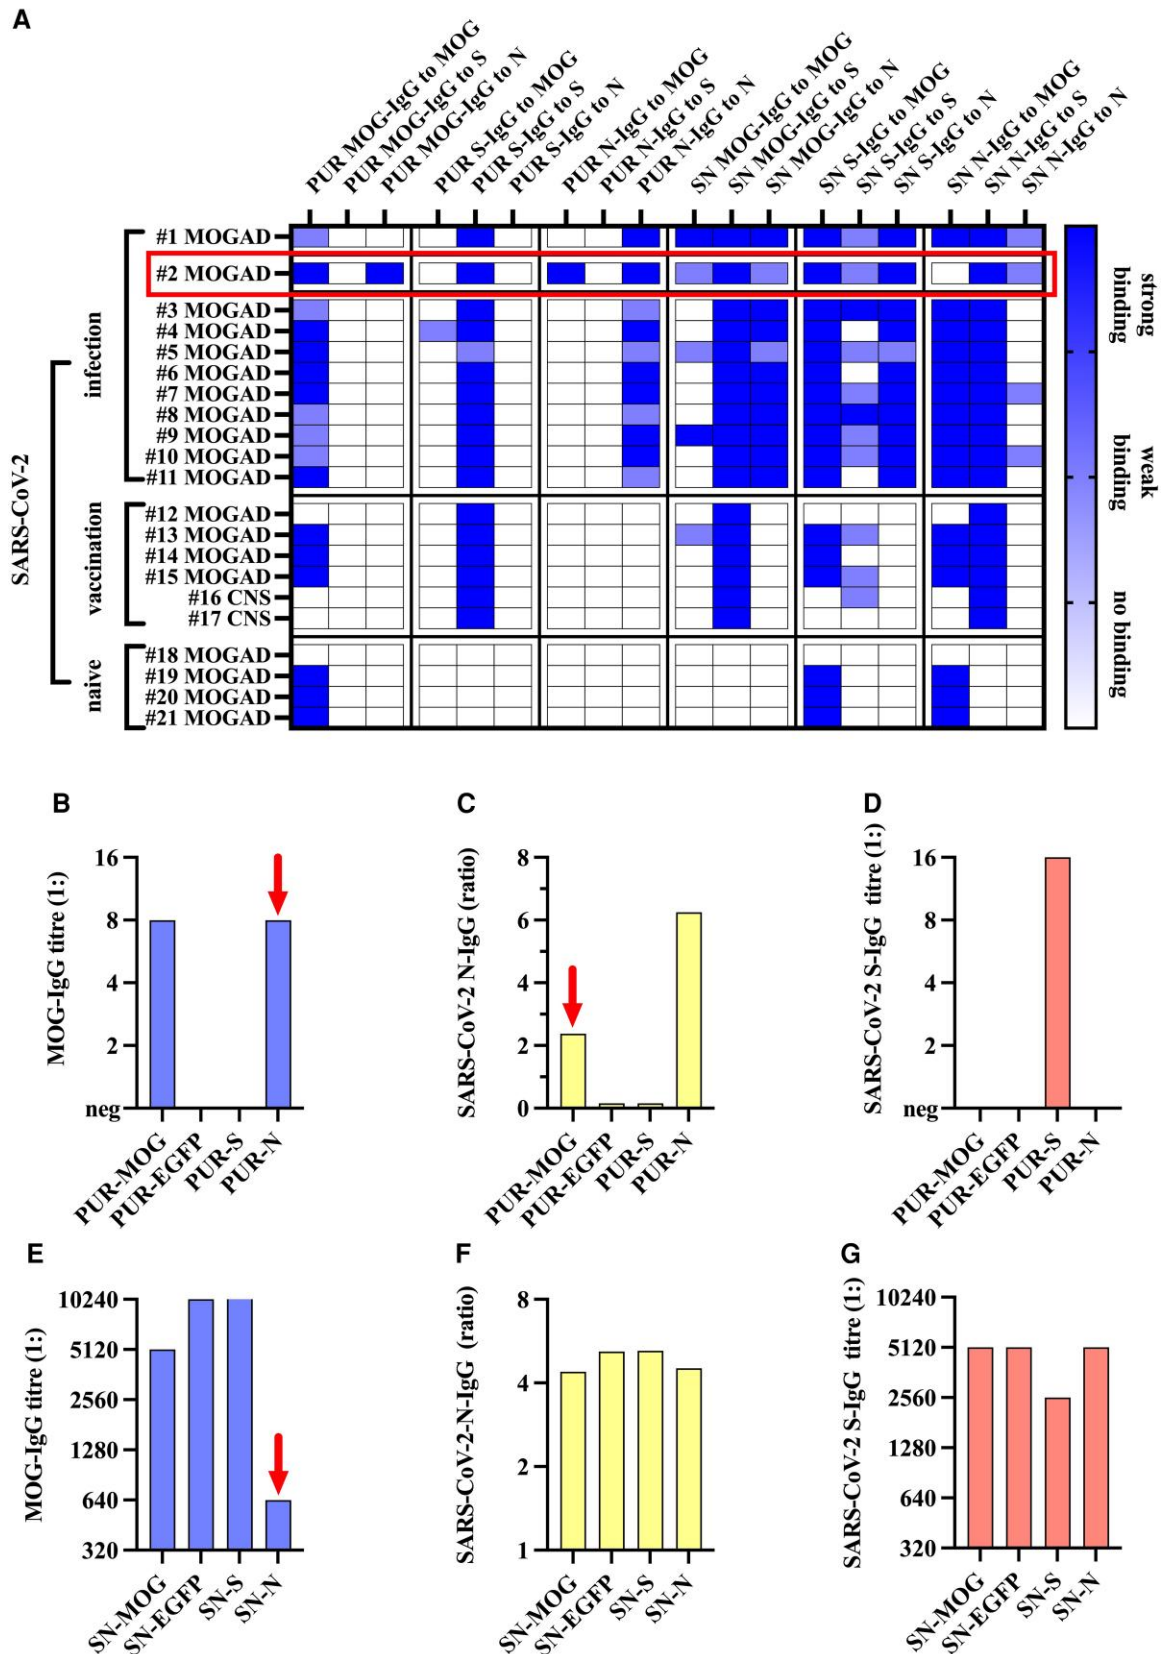 A
PUR MOG-IgG to MOG
PUR MOG-IgG to S
PUR MOG-IgG to N
PUR S-IgG to MOG
PUR S-IgG to S
PUR S-IgG to N
PUR N-IgG to MOG
PUR N-IgG to S
PUR N-IgG to N
SN MOG-IgG to MOG
SN MOG-IgG to S
SN MOG-IgG to N
SN S-IgG to MOG
SN S-IgG to S
SN S-IgG to N
SN N-IgG to MOG
SN N-IgG to S
SN N-IgG to N
SARS-CoV-2
infection
#1 MOGAD
#2 MOGAD
#3 MOGAD
#4 MOGAD
#5 MOGAD
#6 MOGAD
#7 MOGAD
#8 MOGAD
#9 MOGAD
#10 MOGAD
#11 MOGAD
vaccination
#12 MOGAD
#13 MOGAD
#14 MOGAD
#15 MOGAD
#16 CNS
#17 CNS
naive
#18 MOGAD
#19 MOGAD
#20 MOGAD
#21 MOGAD
strong
binding
weak
binding
no binding
B
MOG-IgG titre (1:)
16
8
4
2
neg
PUR-MOG
PUR-EGFP
PUR-S
PUR-N
C
SARS-CoV-2 N-IgG (ratio)
8
6
4
2
0
PUR-MOG
PUR-EGFP
PUR-S
PUR-N
D
SARS-CoV-2 S-IgG titre (1:)
16
8
4
2
neg
PUR-MOG
PUR-EGFP
PUR-S
PUR-N
E
MOG-IgG titre (1:)
10240
5120
2560
1280
640
320
SN-MOG
SN-EGFP
SN-S
SN-N
F
SARS-CoV-2-N-IgG (ratio)
8
4
2
1
SN-MOG
SN-EGFP
SN-S
SN-N
G
SARS-CoV-2 S-IgG titre (1:)
10240
5120
2560
1280
640
320
SN-MOG
SN-EGFP
SN-S
SN-N